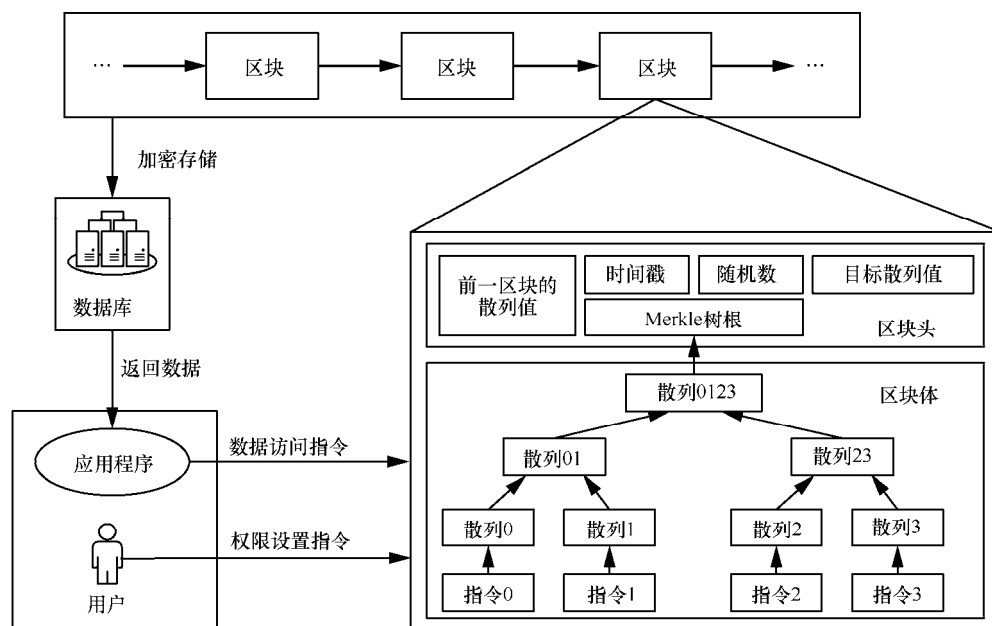 … 区块 区块 区块 …
加密存储
数据库
返回数据
应用程序
数据访问指令
用户
权限设置指令
前一区块的
散列值
时间戳
随机数
目标散列值
Merkle树根
区块头
散列0123
区块体
散列01
散列23
散列0
散列1
散列2
散列3
指令0
指令1
指令2
指令3